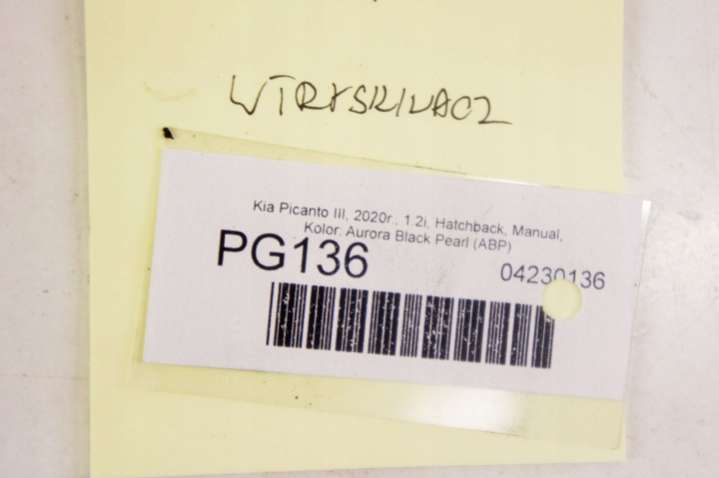 WTRYSKIWACZ
Kia Picanto III, 2020r., 1.2i, Hatchback, Manual,
Kolor: Aurora Black Pearl (ABP)
PG136 04230136